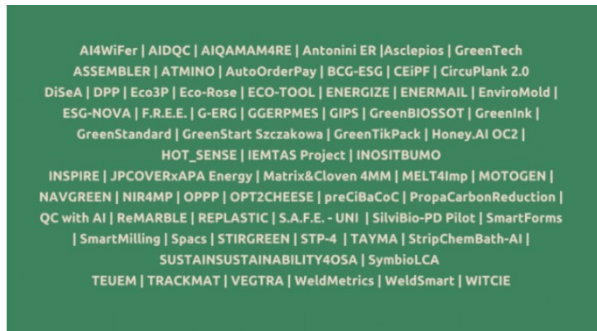 AI4WiFer | AIDQC | AIQAMAM4RE | Antonini ER |Asclepios | GreenTech
ASSEMBLER | ATMINO | AutoOrderPay | BCG-ESG | CEiPF | CircuPlank 2.0
DiSeA | DPP | Eco3P | Eco-Rose | ECO-TOOL | ENERGIZE | ENERMAIL | EnviroMold |
ESG-NOVA | F.R.E.E. | G-ERG | GGERPMES | GIPS | GreenBIOSSOT | GreenInk |
GreenStandard | GreenStart Szczakowa | GreenTikPack | Honey.AI OC2 |
HOT_SENSE | IEMTAS Project | INOSITBUMO
INSPIRE | JPCOVERxAPA Energy | Matrix&Cloven 4MM | MELT4Imp | MOTOGEN |
NAVGREEN | NIR4MP | OPPP | OPT2CHEESE | preCiBaCoC | PropaCarbonReduction |
QC with AI | ReMARBLE | REPLASTIC | S.A.F.E. - UNI | SilviBio-PD Pilot | SmartForms
| SmartMilling | Spacs | STIRGREEN | STP-4 | TAYMA | StripChemBath-AI |
SUSTAINSUSTAINABILITY4OSA | SymbioLCA
TEUEM | TRACKMAT | VEGTRA | WeldMetrics | WeldSmart | WITCIE